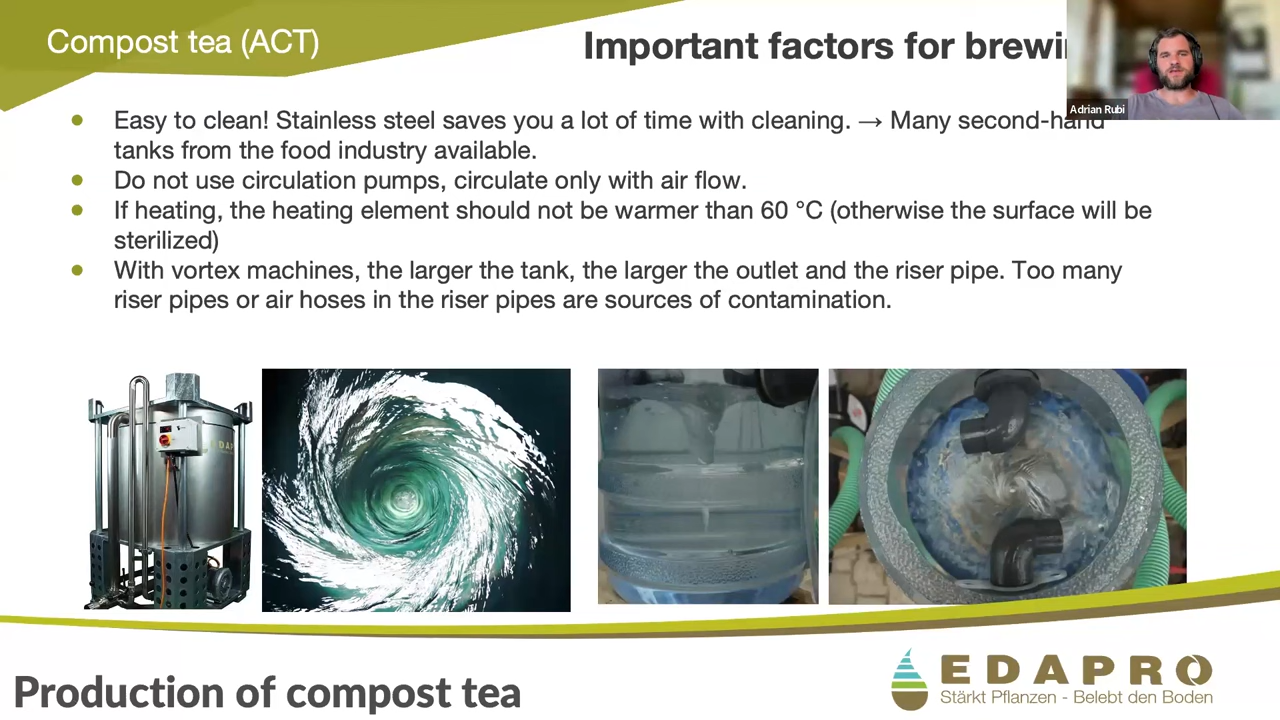 Compost tea (ACT)
Important factors for
Adrian Rubi
Easy to clean! Stainless steel saves you a lot of time with cleaning. → Many second-hand
tanks from the food industry available.
Do not use circulation pumps, circulate only with air flow.
If heating, the heating element should not be warmer than 60 °C (otherwise the surface will be
sterilized)
With vortex machines, the larger the tank, the larger the outlet and the riser pipe. Too many
riser pipes or air hoses in the riser pipes are sources of contamination.
EDAPRO
Stärkt Pflanzen - Belebt den Boden
Production of compost tea